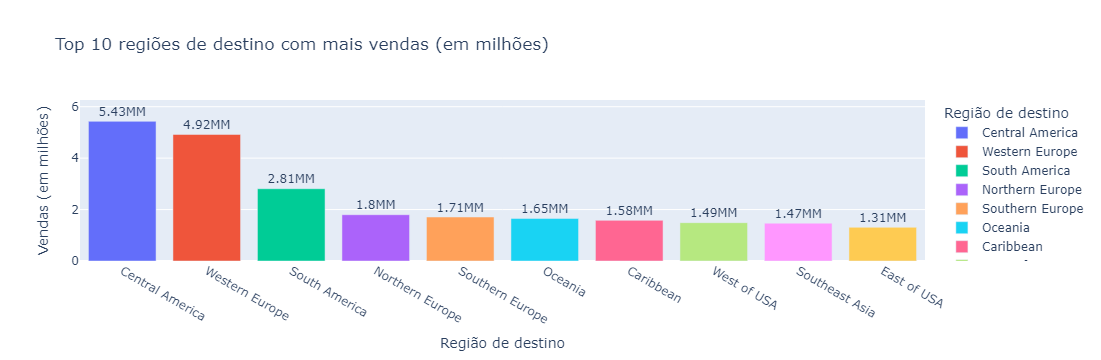 Top 10 regiões de destino com mais vendas (em milhões)
Vendas (em milhões)
6
4
2
0
5.43MM
4.92MM
2.81MM
1.8MM
1.71MM
1.65MM
1.58MM
1.49MM
1.47MM
1.31MM
Central America
Western Europe
South America
Northern Europe
Southern Europe
Oceania
Caribbean
West of USA
Southeast Asia
East of USA
Região de destino
Região de destino
Central America
Western Europe
South America
Northern Europe
Southern Europe
Oceania
Caribbean